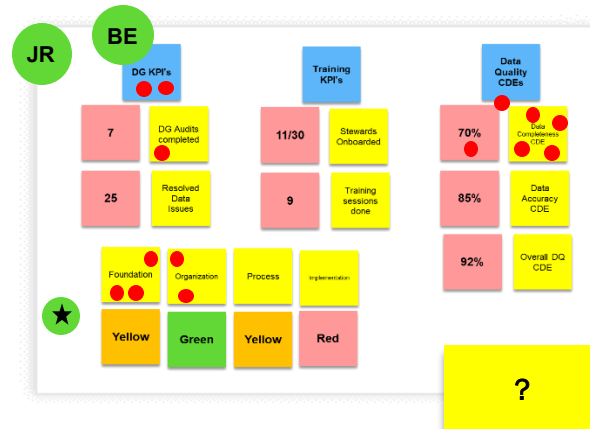 JR
BE
DG KPI's
Training
KPI's
Data
Quality
CDEs
7
DG Audits
completed
11/30
Stewards
Onboarded
70%
Data
Completeness
CDE
25
Resolved
Data
Issues
9
Training
sessions
done
85%
Data
Accuracy
CDE
92%
Overall DQ
CDE
Foundation
Organization
Process
Implementation
Yellow
Green
Yellow
Red
?